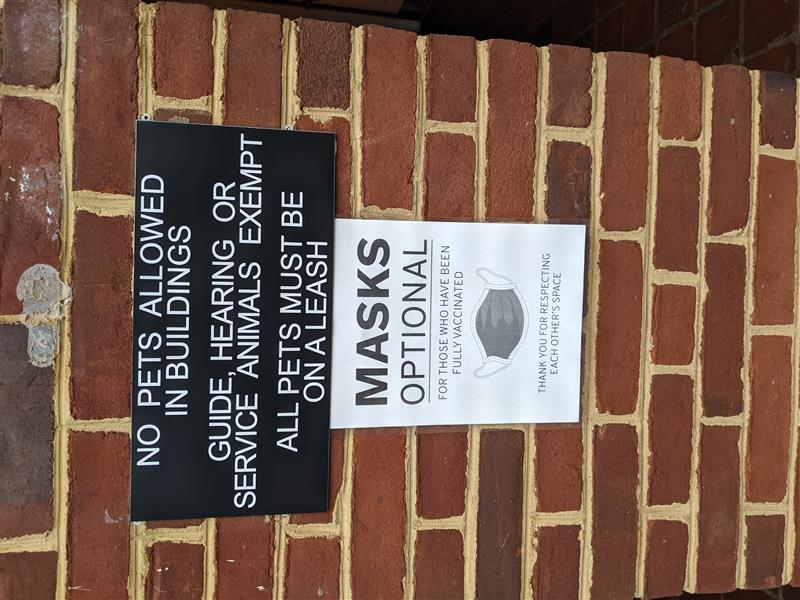 NO PETS ALLOWED
IN BUILDINGS
GUIDE, HEARING OR
SERVICE ANIMALS EXEMPT
ALL PETS MUST BE
ON A LEASH
MASKS
OPTIONAL
FOR THOSE WHO HAVE BEEN
FULLY VACCINATED
THANK YOU FOR RESPECTING
EACH OTHER'S SPACE